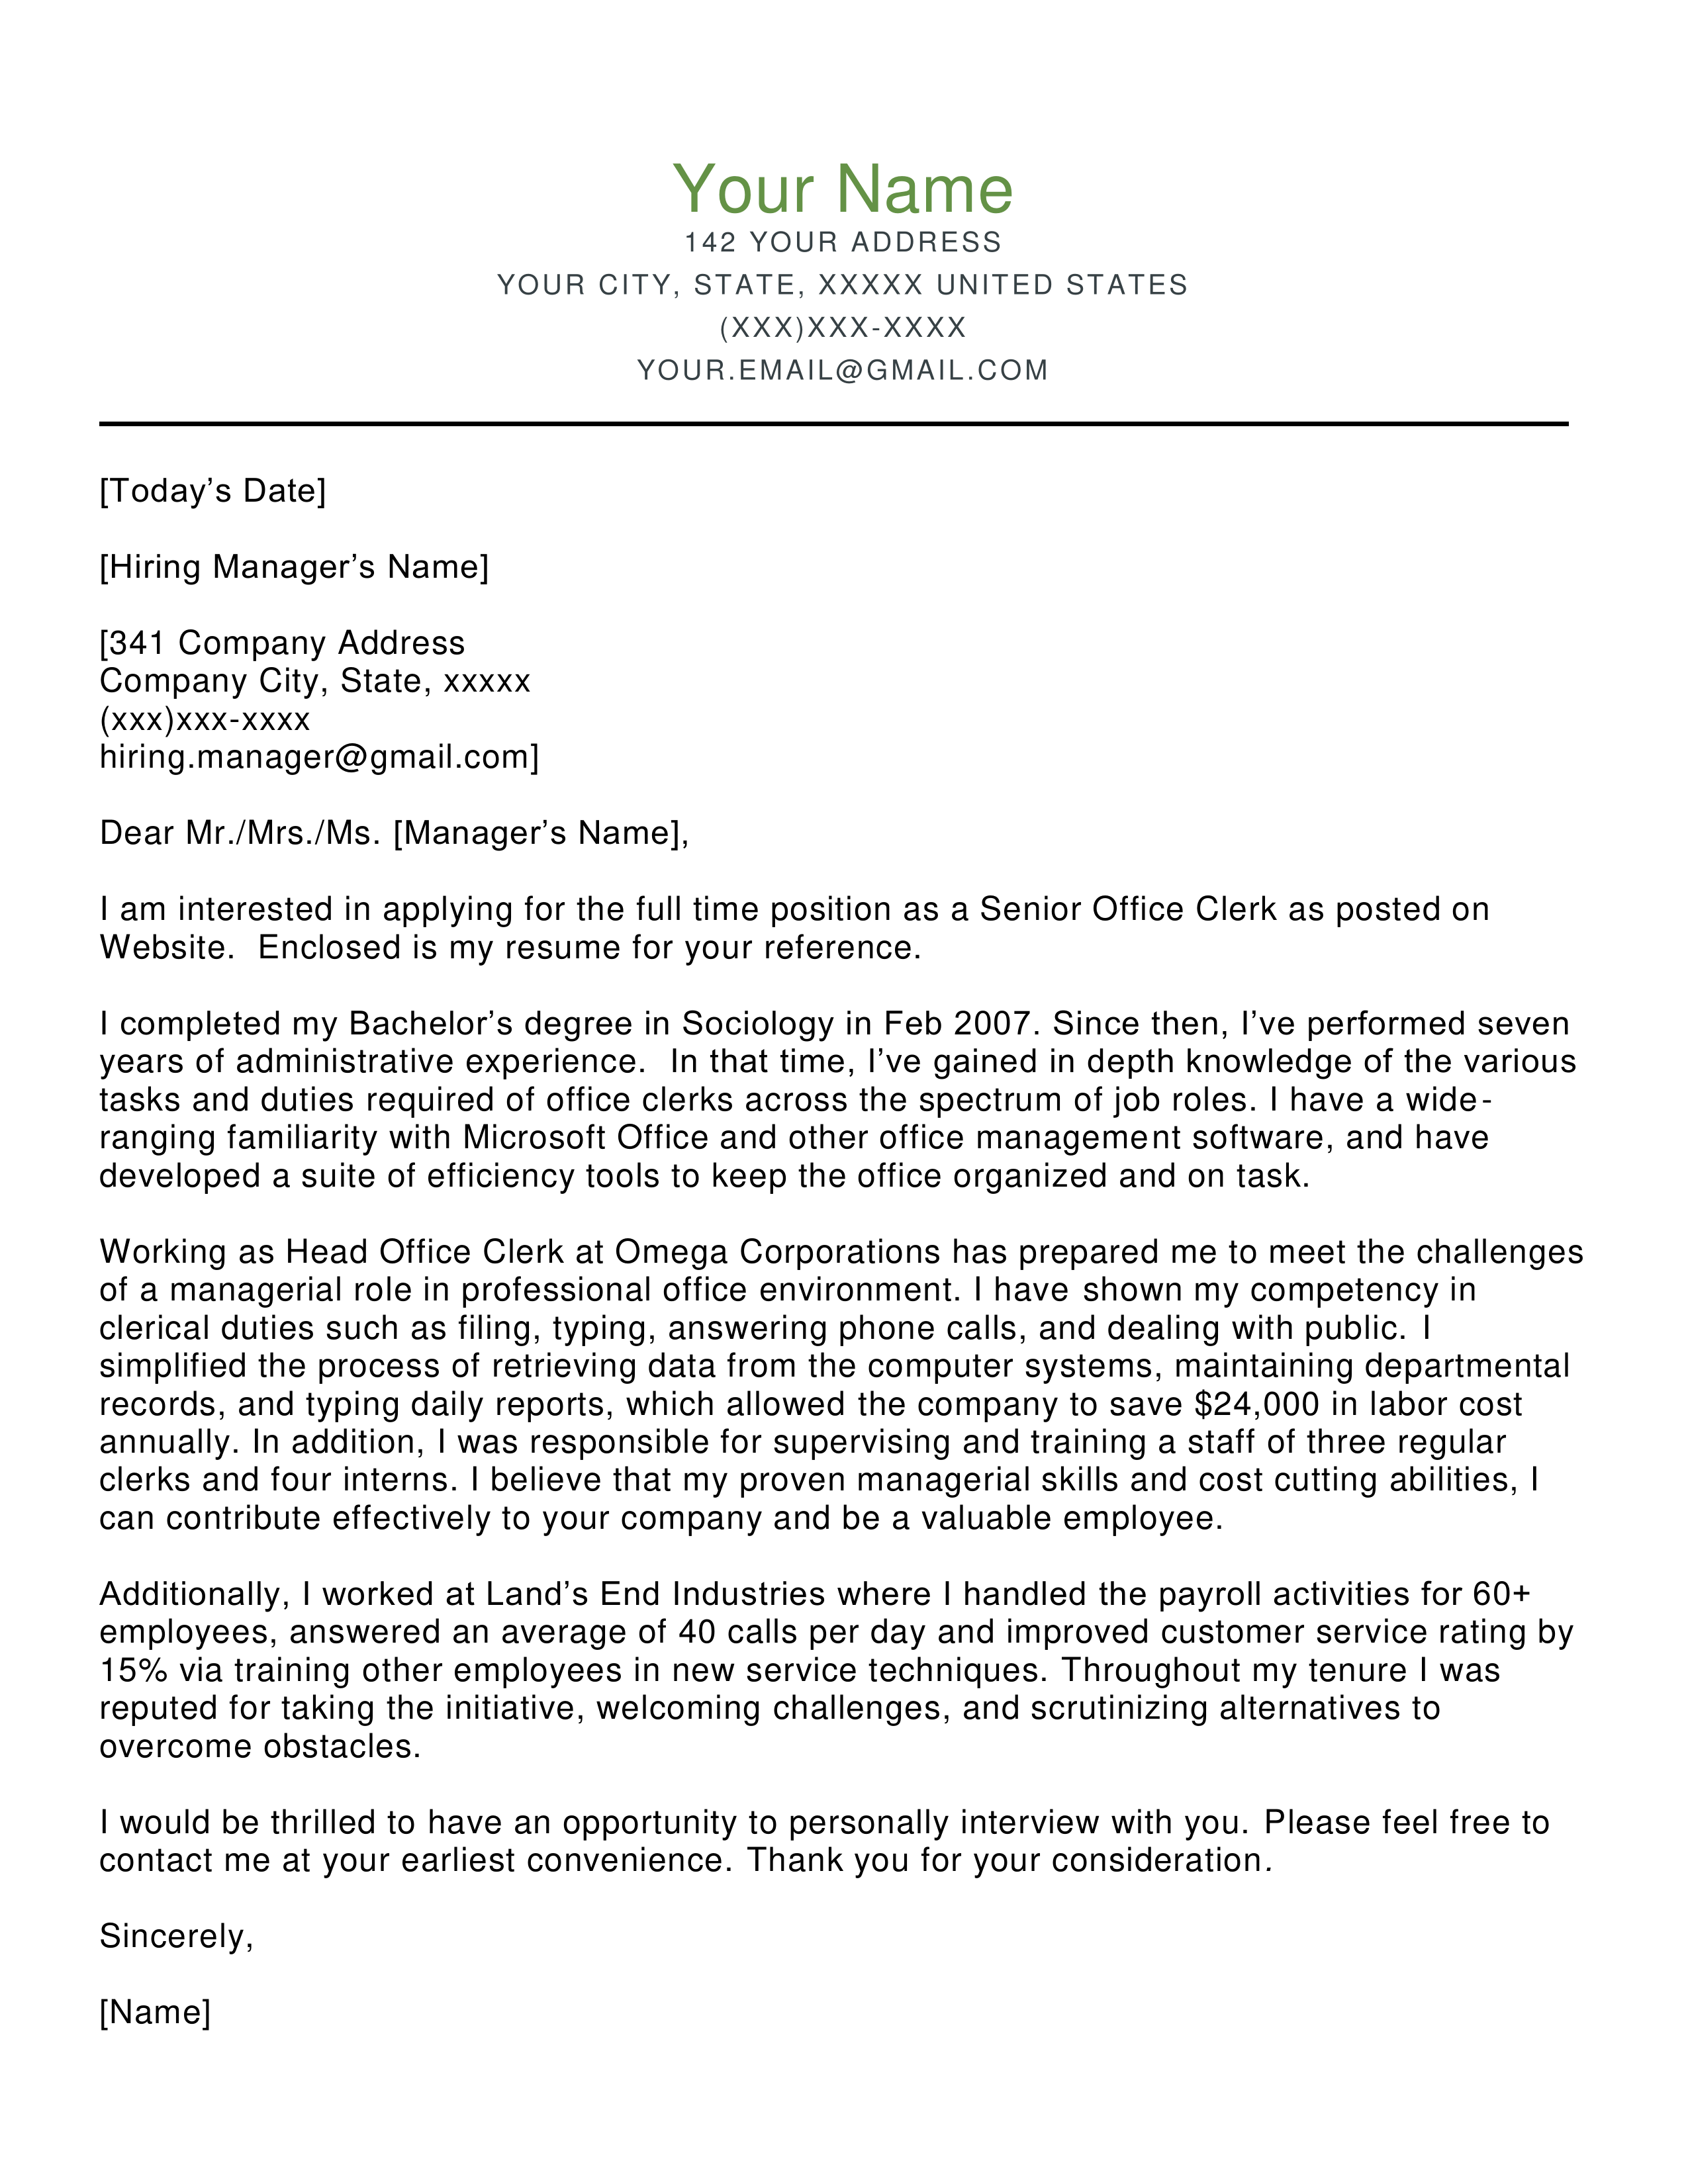 Your Name
142 YOUR ADDRESS
YOUR CITY, STATE, XXXXX UNITED STATES
(XXX)XXX-XXXX
YOUR.EMAIL@GMAIL.COM
[Today’s Date]
[Hiring Manager’s Name]
[341 Company Address
Company City, State, xxxxx
(xxx)xxx-xxxx
hiring.manager@gmail.com]
Dear Mr./Mrs./Ms. [Manager’s Name],
I am interested in applying for the full time position as a Senior Office Clerk as posted on
Website.  Enclosed is my resume for your reference.
I completed my Bachelor’s degree in Sociology in Feb 2007. Since then, I’ve performed seven
years of administrative experience.  In that time, I’ve gained in depth knowledge of the various
tasks and duties required of office clerks across the spectrum of job roles. I have a wide-
ranging familiarity with Microsoft Office and other office management software, and have
developed a suite of efficiency tools to keep the office organized and on task.
Working as Head Office Clerk at Omega Corporations has prepared me to meet the challenges
of a managerial role in professional office environment. I have shown my competency in
clerical duties such as filing, typing, answering phone calls, and dealing with public. I
simplified the process of retrieving data from the computer systems, maintaining departmental
records, and typing daily reports, which allowed the company to save $24,000 in labor cost
annually. In addition, I was responsible for supervising and training a staff of three regular
clerks and four interns. I believe that my proven managerial skills and cost cutting abilities, I
can contribute effectively to your company and be a valuable employee.
Additionally, I worked at Land’s End Industries where I handled the payroll activities for 60+
employees, answered an average of 40 calls per day and improved customer service rating by
15% via training other employees in new service techniques. Throughout my tenure I was
reputed for taking the initiative, welcoming challenges, and scrutinizing alternatives to
overcome obstacles.
I would be thrilled to have an opportunity to personally interview with you. Please feel free to
contact me at your earliest convenience. Thank you for your consideration.
Sincerely,
[Name]